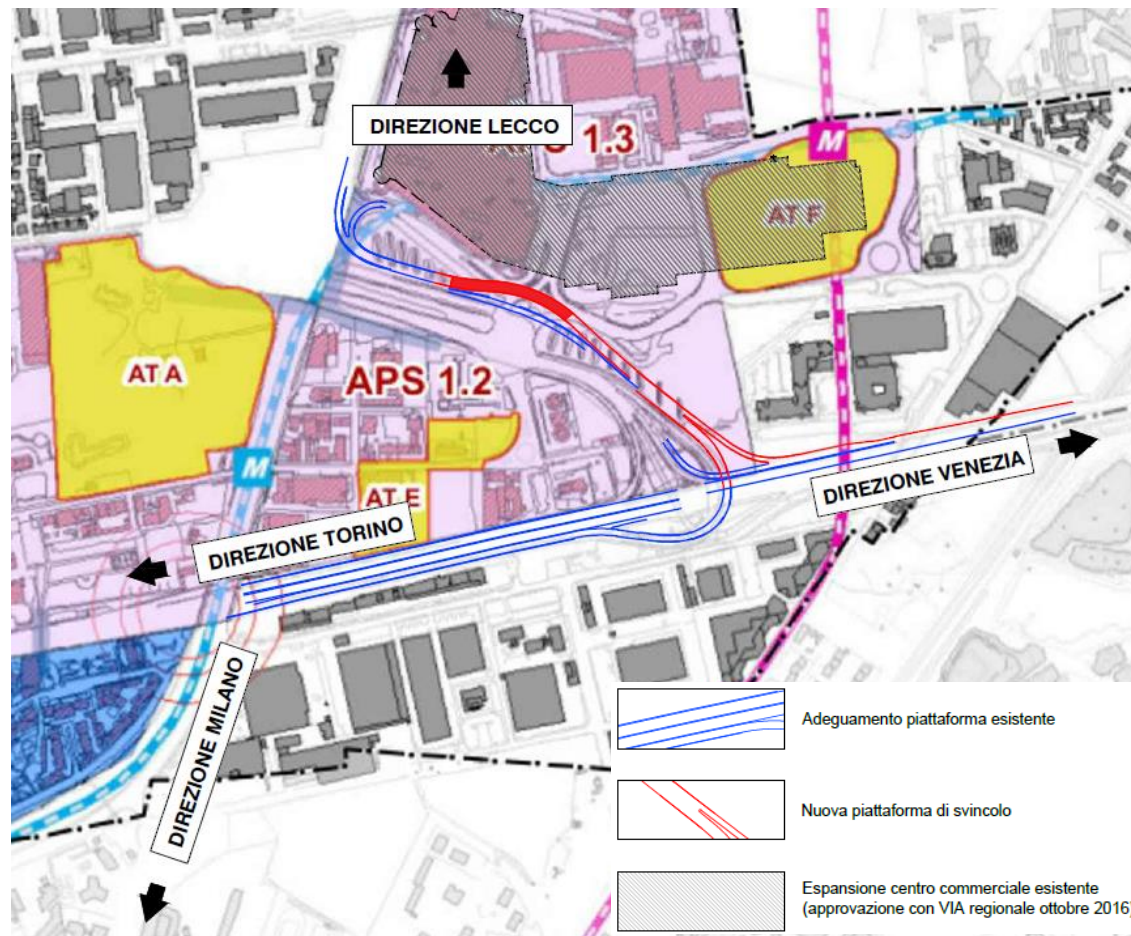 DIREZIONE LECCO
1.3
M
AT F
AT A
APS 1.2
M
AT E
DIREZIONE VENEZIA
DIREZIONE TORINO
DIREZIONE MILANO
Adeguamento piattaforma esistente
Nuova piattaforma di svincolo
Espansione centro commerciale esistente
(approvazione con VIA regionale ottobre 2016)